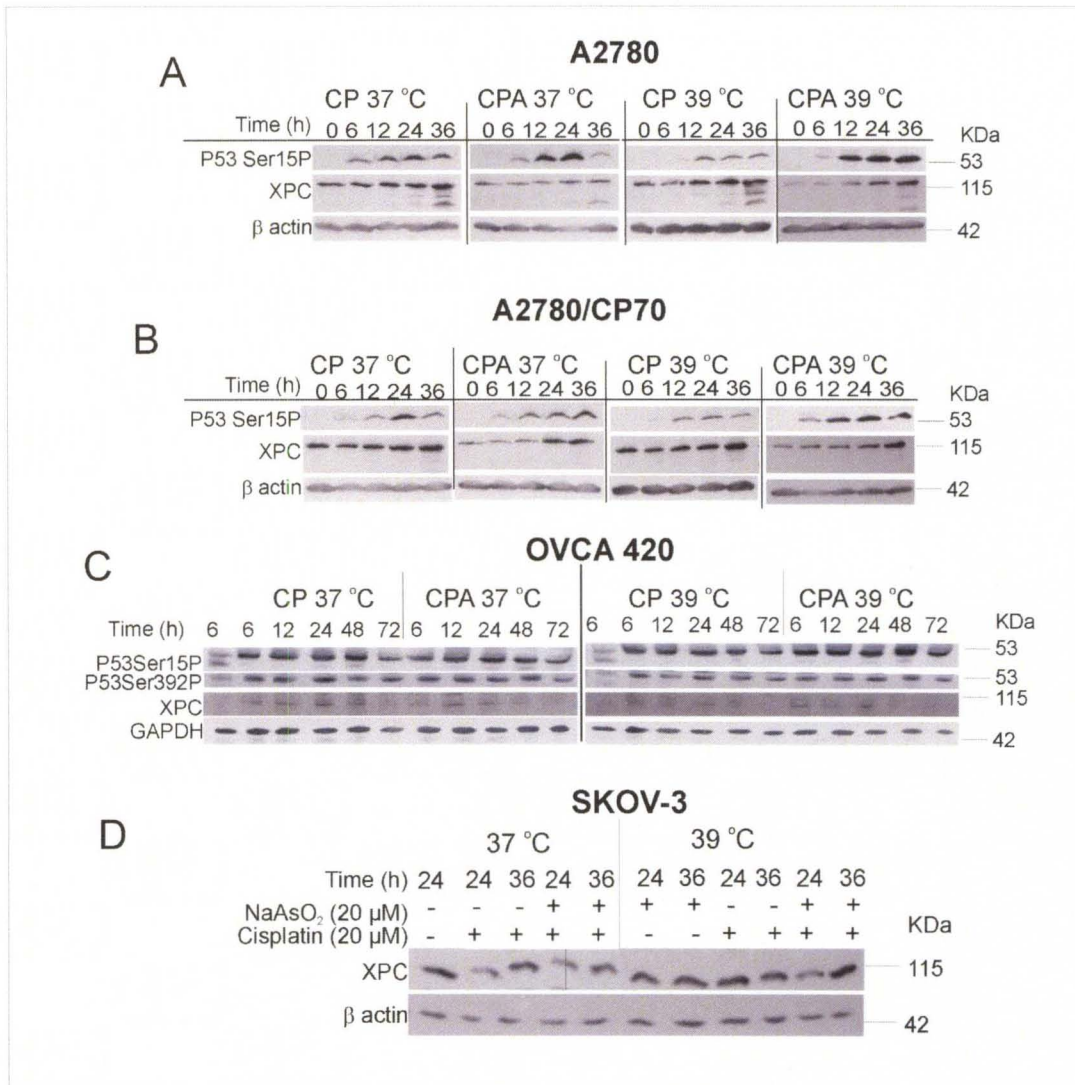 A
A2780
CP 37 °C CPA 37 °C CP 39 °C CPA 39 °C
Time (h) 0 6 12 24 36 0 6 12 24 36 0 6 12 24 36 0 6 12 24 36 KDa
P53 Ser15P 53
XPC 115
β actin 42
B
A2780/CP70
CP 37 °C CPA 37 °C CP 39 °C CPA 39 °C
Time (h) 0 6 12 24 36 0 6 12 24 36 0 6 12 24 36 0 6 12 24 36 KDa
P53 Ser15P 53
XPC 115
β actin 42
C
OVCA 420
CP 37 °C CPA 37 °C CP 39 °C CPA 39 °C
Time (h) 6 6 12 24 48 72 6 12 24 48 72 6 6 12 24 48 72 6 12 24 48 72 KDa
P53Ser15P 53
P53Ser392P 53
XPC 115
GAPDH 42
D
SKOV-3
37 °C 39 °C
Time (h) 24 24 36 24 36 24 36 24 36 24 36
NaAsO₂ (20 µM) - - - + + + + - - + + KDa
Cisplatin (20 µM) - + + + + - - + + + +
XPC 115
β actin 42